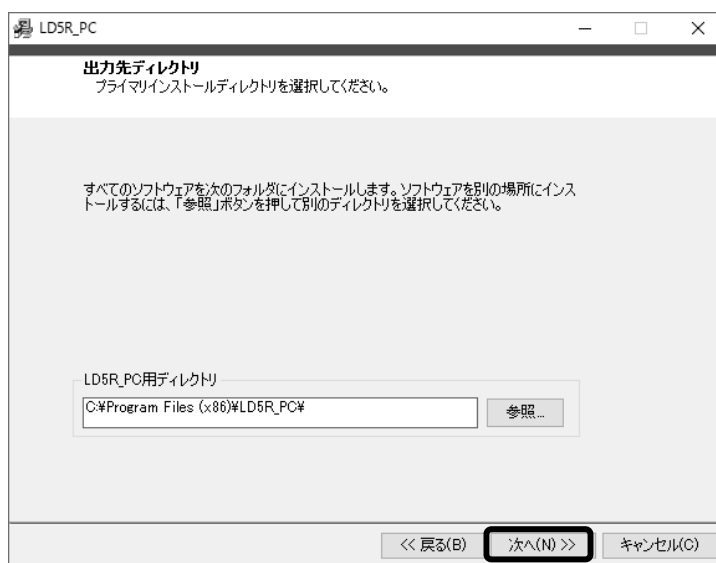 LD5R_PC
出力先ディレクトリ
プライマリインストールディレクトリを選択してください。
すべてのソフトウェアを次のフォルダにインストールします。ソフトウェアを別の場所にインス
トールするには、「参照」ボタンを押して別のディレクトリを選択してください。
LD5R_PC用ディレクトリ
C:¥Program Files (x86)¥LD5R_PC¥
参照...
<< 戻る(B)
次へ(N) >>
キャンセル(C)